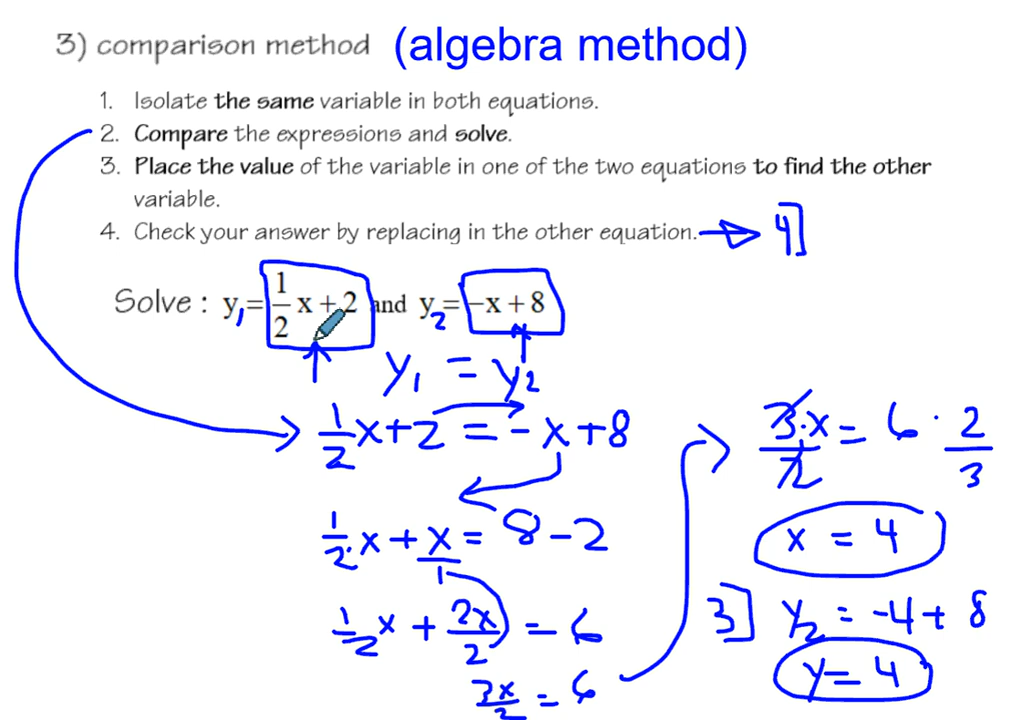 3) comparison method (algebra method)
1. Isolate the same variable in both equations.
2. Compare the expressions and solve.
3. Place the value of the variable in one of the two equations to find the other
variable.
4. Check your answer by replacing in the other equation. → 4]
Solve : y₁= 1/2 x + 2 and y₂= −x + 8
y₁ = y₂
1/2 x + 2 = - x + 8
1/2 x + x/1 = 8 - 2
1/2 x + 2x/2 = 6
3x/2 = 6
3·x/2 = 6 · 2/3
x = 4
3] y₂ = -4 + 8
y = 4